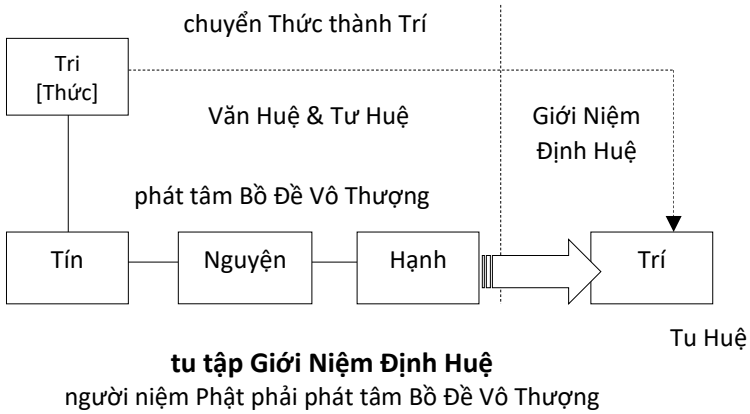 chuyển Thức thành Trí
Tri
[Thức]
Văn Huệ & Tư Huệ
Giới Niệm
Định Huệ
phát tâm Bồ Đề Vô Thượng
Tín
Nguyện
Hạnh
Trí
Tu Huệ
tu tập Giới Niệm Định Huệ
người niệm Phật phải phát tâm Bồ Đề Vô Thượng